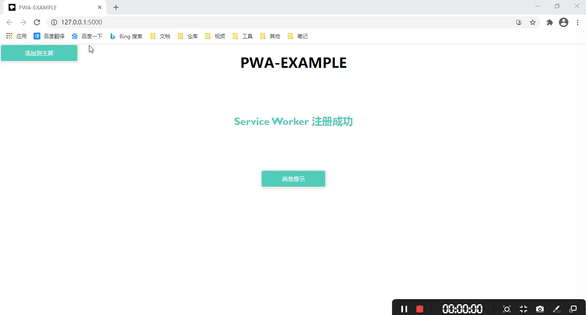 PWA-EXAMPLE
127.0.0.1:5000
应用 百度翻译 百度一下 Bing 搜索 文档 仓库 视频 工具 其他 笔记
添加到主屏
PWA-EXAMPLE
Service Worker 注册成功
消息提示
00:00:00